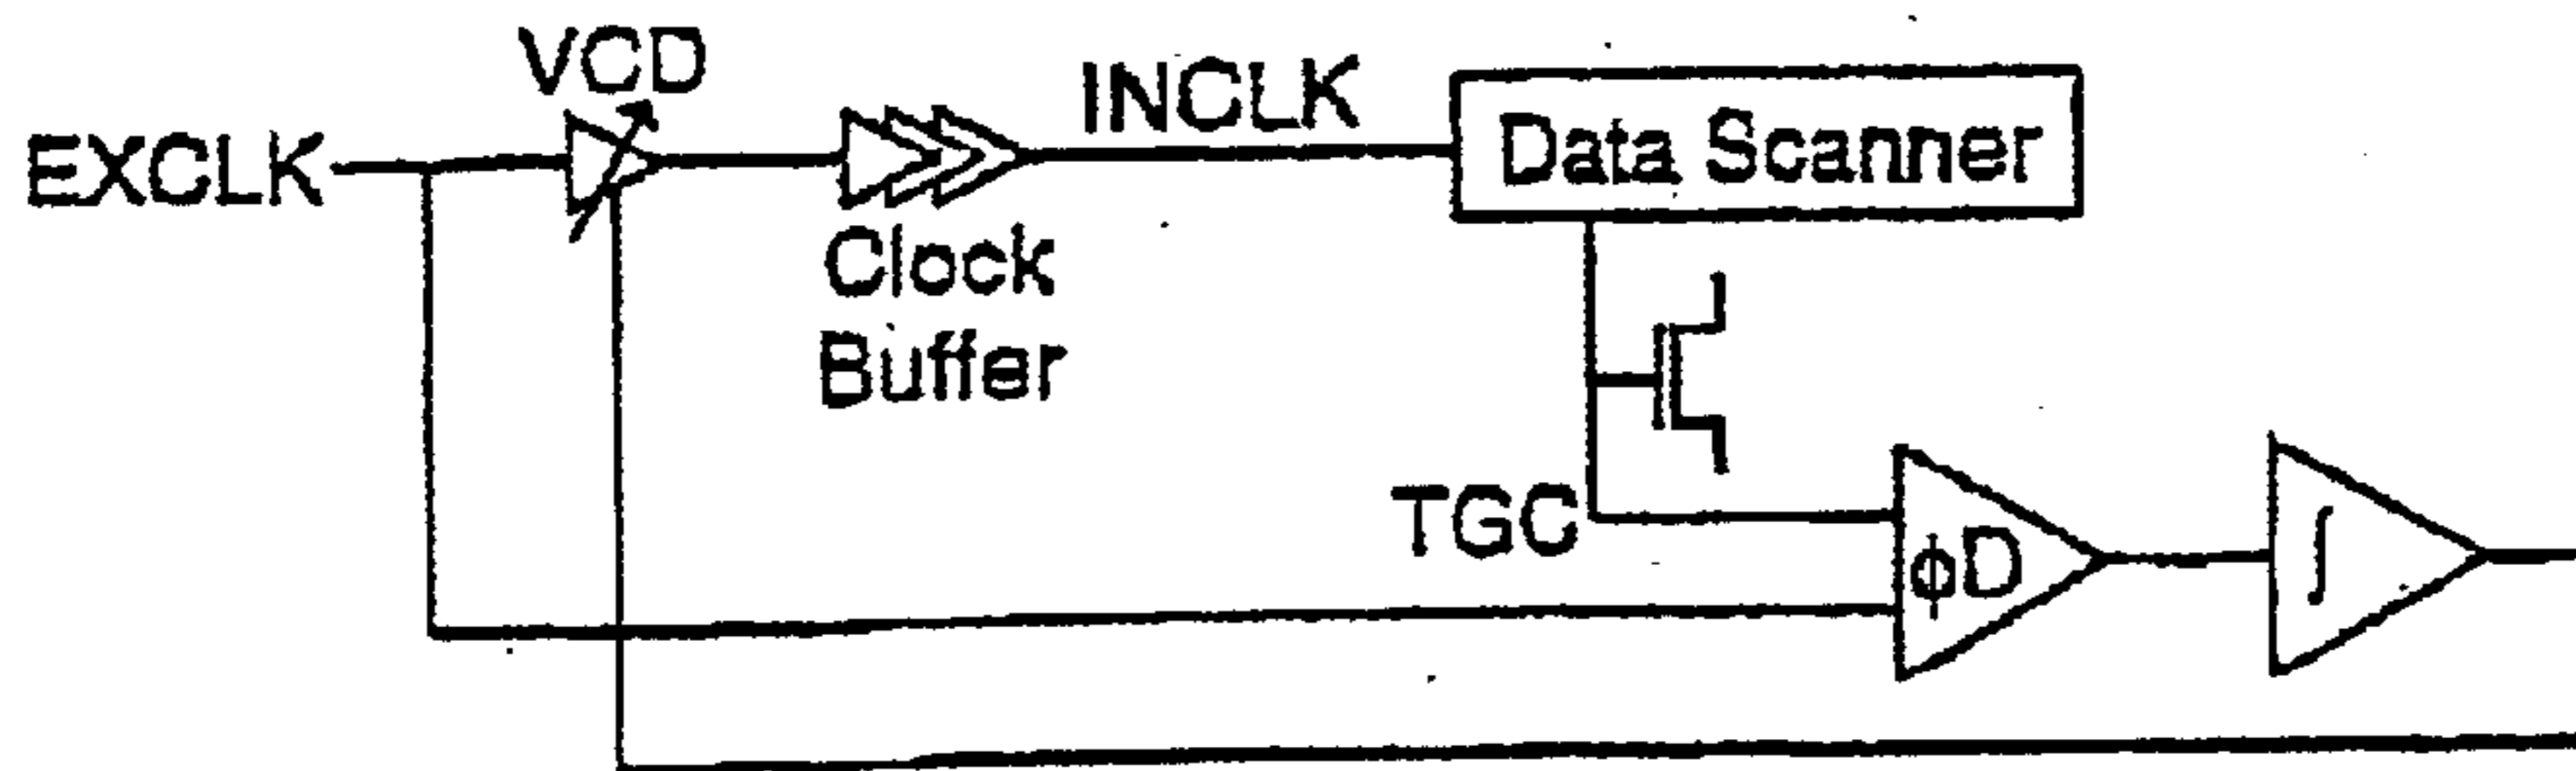 VCD
EXCLK
INCLK
Data Scanner
Clock
Buffer
TGC
ϕD
∫